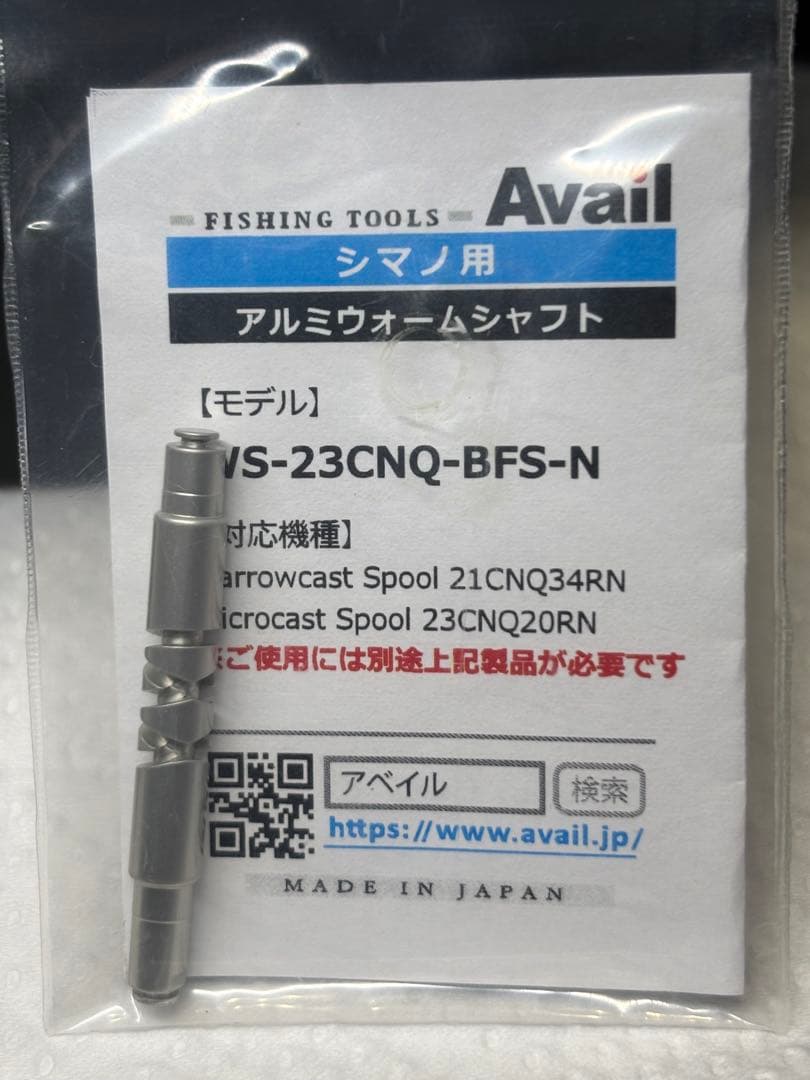 FISHING TOOLS Avail
シマノ用
アルミウォームシャフト
【モデル】
WS-23CNQ-BFS-N
対応機種】
arrowcast Spool 21CNQ34RN
icrocast Spool 23CNQ20RN
※ご使用には別途上記製品が必要です
アベイル 検索
https://www.avail.jp/
MADE IN JAPAN